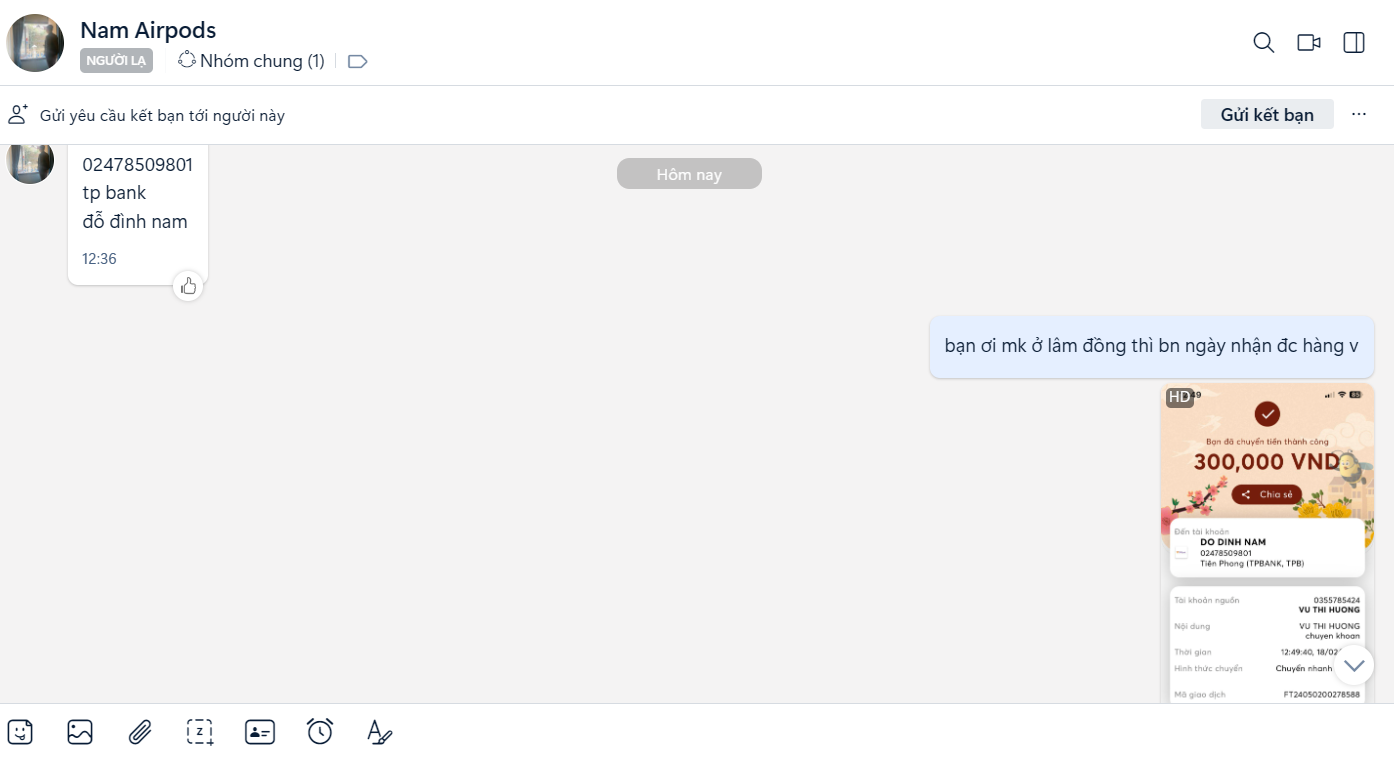 Nam Airpods
NGƯỜI LẠ
Nhóm chung (1)
Gửi yêu cầu kết bạn tới người này
Gửi kết bạn
02478509801
tp bank
đỗ đình nam
12:36
Hôm nay
bạn ơi mk ở lâm đồng thì bn ngày nhận đc hàng v
HD
49
85
Bạn đã chuyển tiền thành công
300,000 VND
Chia sẻ
Đến tài khoản
DO DINH NAM
02478509801
Tiên Phong (TPBANK, TPB)
Tài khoản nguồn 0355785424
VU THI HUONG
Nội dung VU THI HUONG
chuyen khoan
Thời gian 12:49:40, 18/02
Hình thức chuyển Chuyển nhanh
Mã giao dịch FT24050200278588